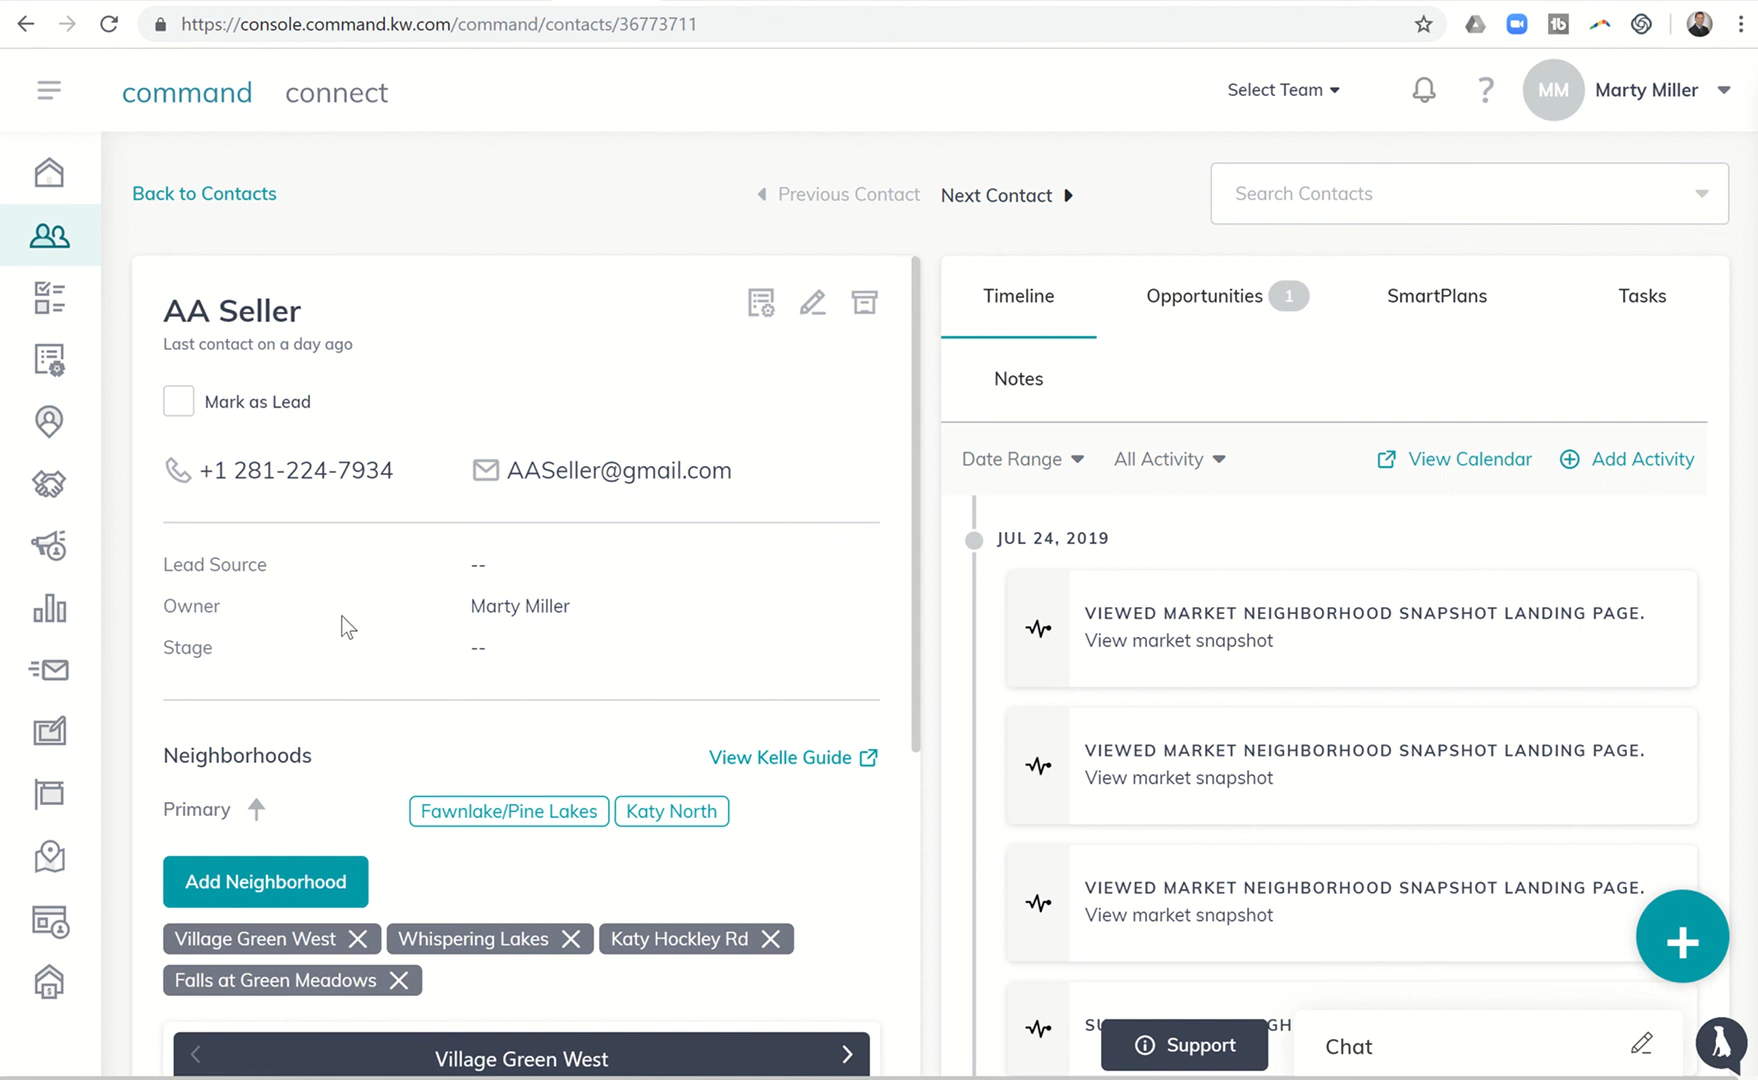 https://console.command.kw.com/command/contacts/36773711
command connect
Select Team
?
MM
Marty Miller
Back to Contacts
Previous Contact
Next Contact
Search Contacts
AA Seller
Last contact on a day ago
Mark as Lead
+1 281-224-7934
AASeller@gmail.com
Lead Source --
Owner Marty Miller
Stage --
Neighborhoods
View Kelle Guide
Primary
Fawnlake/Pine Lakes
Katy North
Add Neighborhood
Village Green West
Whispering Lakes
Katy Hockley Rd
Falls at Green Meadows
Village Green West
Timeline
Opportunities 1
SmartPlans
Tasks
Notes
Date Range
All Activity
View Calendar
Add Activity
JUL 24, 2019
VIEWED MARKET NEIGHBORHOOD SNAPSHOT LANDING PAGE.
View market snapshot
VIEWED MARKET NEIGHBORHOOD SNAPSHOT LANDING PAGE.
View market snapshot
VIEWED MARKET NEIGHBORHOOD SNAPSHOT LANDING PAGE.
View market snapshot
Support
Chat